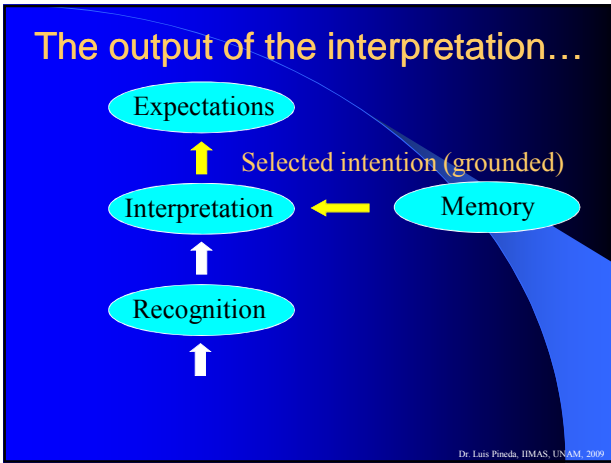 The output of the interpretation…
Expectations
Selected intention (grounded)
Interpretation
Memory
Recognition
Dr. Luis Pineda, IIMAS, UNAM, 2009